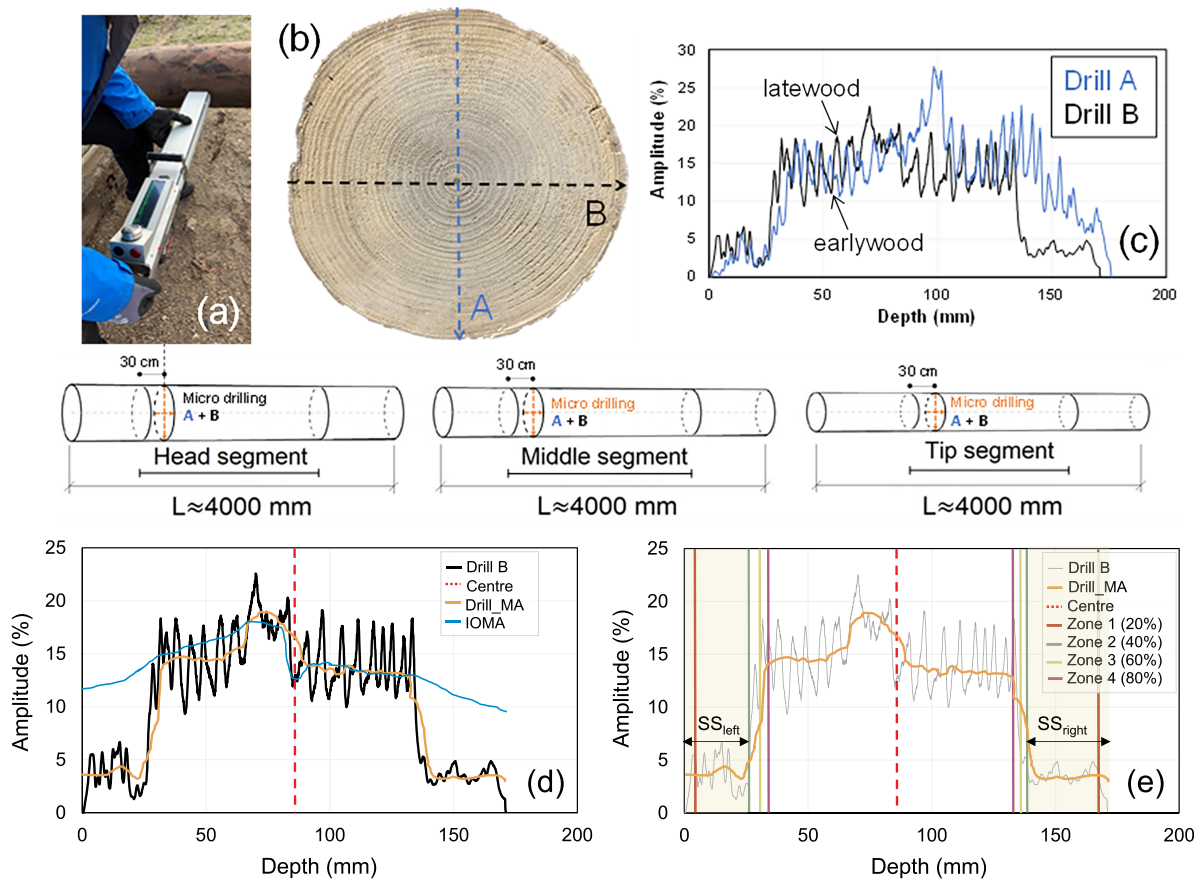 (a)
(b)
A
B
30
25
20
15
10
5
0
Amplitude (%)
latewood
earlywood
Drill A
Drill B
(c)
0 50 100 150 200
Depth (mm)
30 cm
Micro drilling
A + B
Head segment
L≈4000 mm
30 cm
Micro drilling
A + B
Middle segment
L≈4000 mm
30 cm
Micro drilling
A + B
Tip segment
L≈4000 mm
25
20
15
10
5
0
Amplitude (%)
Drill B
Centre
Drill_MA
IOMA
(d)
0 50 100 150 200
Depth (mm)
25
20
15
10
5
0
Amplitude (%)
Drill B
Drill_MA
Centre
Zone 1 (20%)
Zone 2 (40%)
Zone 3 (60%)
Zone 4 (80%)
SSleft
SSright
(e)
0 50 100 150 200
Depth (mm)